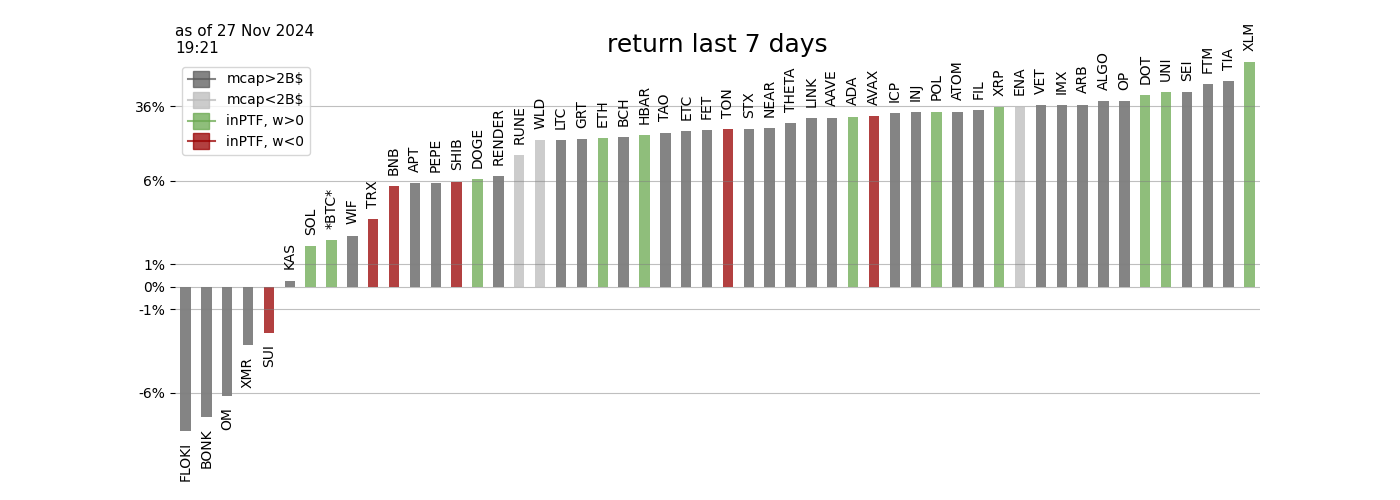 as of 27 Nov 2024
19:21
return last 7 days
mcap>2B$
mcap<2B$
inPTF, w>0
inPTF, w<0
36%
6%
1%
0%
-1%
-6%
FLOKI
BONK
OM
XMR
SUI
KAS
SOL
*BTC*
WIF
TRX
BNB
APT
PEPE
SHIB
DOGE
RENDER
RUNE
WLD
LTC
GRT
ETH
BCH
HBAR
TAO
ETC
FET
TON
STX
NEAR
THETA
LINK
AAVE
ADA
AVAX
ICP
INJ
POL
ATOM
FIL
XRP
ENA
VET
IMX
ARB
ALGO
OP
DOT
UNI
SEI
FTM
TIA
XLM